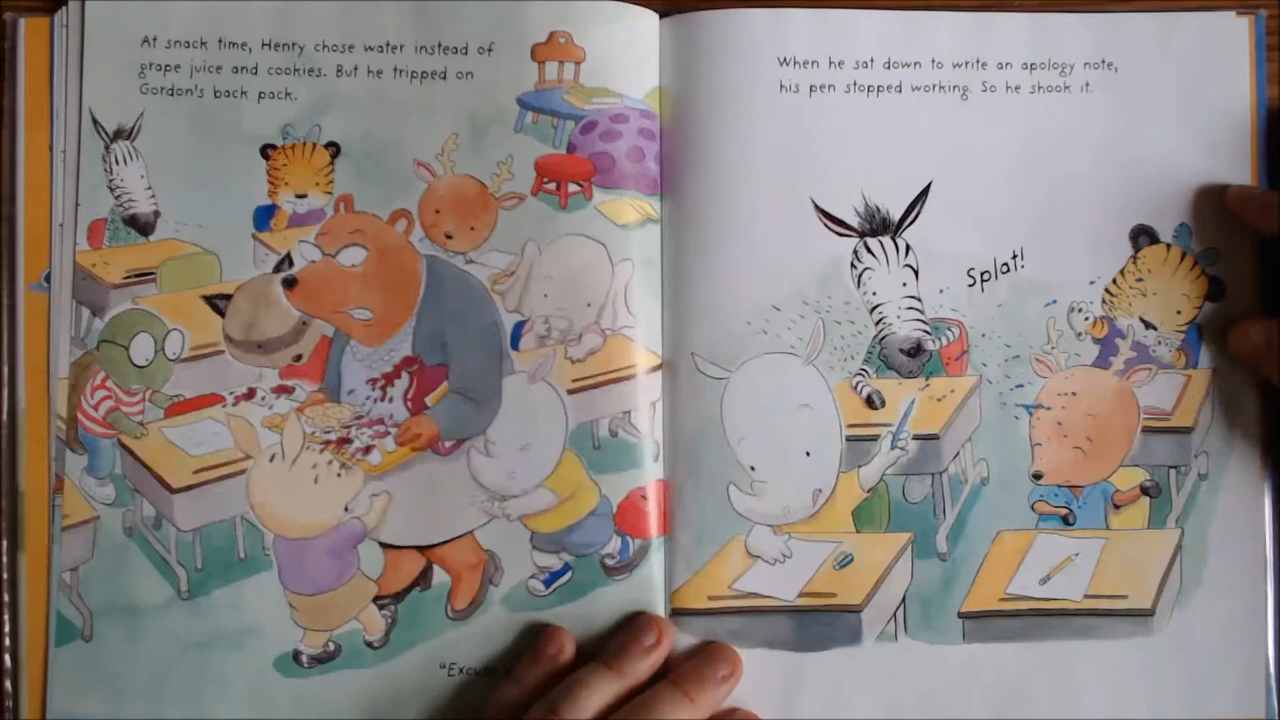 At snack time, Henry chose water instead of
grape juice and cookies. But he tripped on
Gordon's back pack.
When he sat down to write an apology note,
his pen stopped working. So he shook it.
Splat!